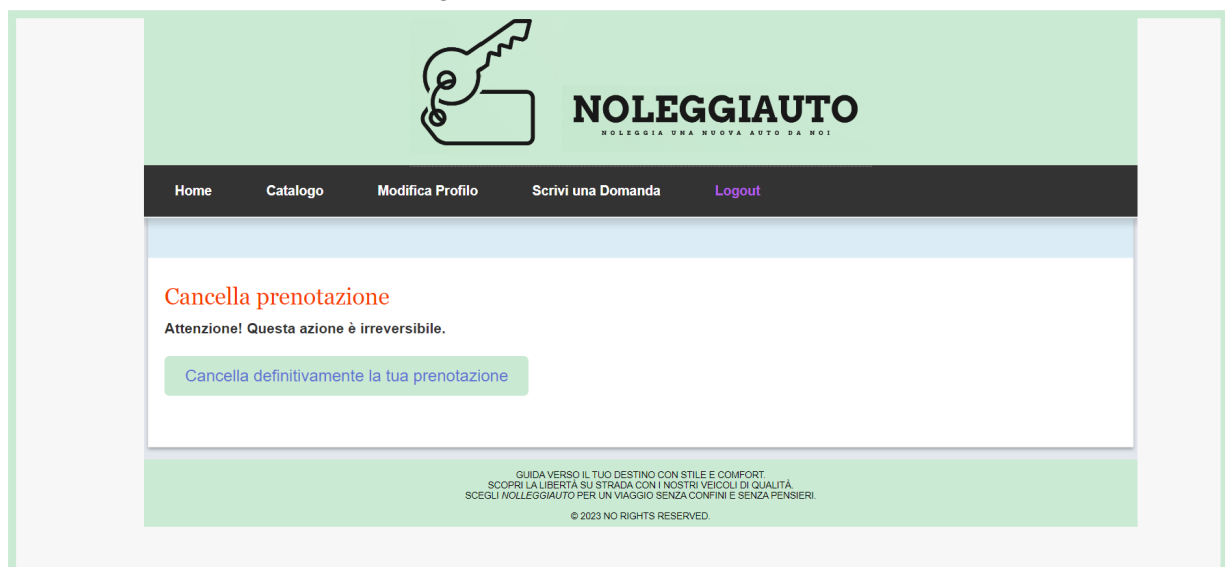 NOLEGGIAUTO
NOLEGGIA UNA NUOVA AUTO DA NOI
Home Catalogo Modifica Profilo Scrivi una Domanda Logout
Cancella prenotazione
Attenzione! Questa azione è irreversibile.
Cancella definitivamente la tua prenotazione
GUIDA VERSO IL TUO DESTINO CON STILE E COMFORT.
SCOPRI LA LIBERTÀ SU STRADA CON I NOSTRI VEICOLI DI QUALITÀ.
SCEGLI NOLLEGGIAUTO PER UN VIAGGIO SENZA CONFINI E SENZA PENSIERI.
© 2023 NO RIGHTS RESERVED.